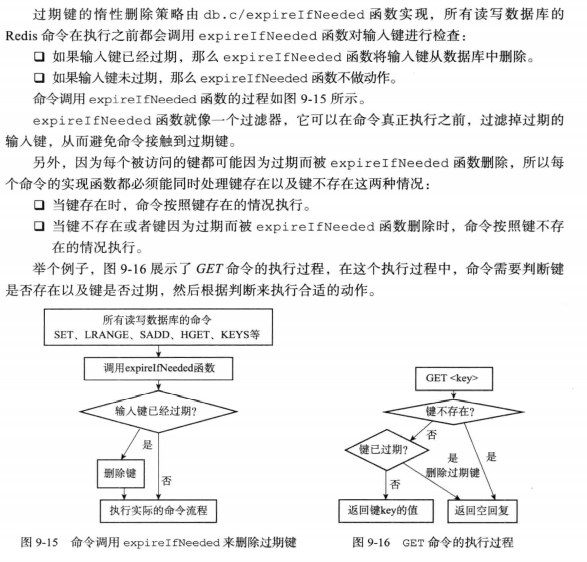 过期键的惰性删除策略由 db.c/expireIfNeeded 函数实现，所有读写数据库的
Redis 命令在执行之前都会调用 expireIfNeeded 函数对输入键进行检查：
❑ 如果输入键已经过期，那么 expireIfNeeded 函数将输入键从数据库中删除。
❑ 如果输入键未过期，那么 expireIfNeeded 函数不做动作。
命令调用 expireIfNeeded 函数的过程如图 9-15 所示。
expireIfNeeded 函数就像一个过滤器，它可以在命令真正执行之前，过滤掉过期的
输入键，从而避免命令接触到过期键。
另外，因为每个被访问的键都可能因为过期而被 expireIfNeeded 函数删除，所以每
个命令的实现函数都必须能同时处理键存在以及键不存在这两种情况：
❑ 当键存在时，命令按照键存在的情况执行。
❑ 当键不存在或者键因为过期而被 expireIfNeeded 函数删除时，命令按照键不存
在的情况执行。
举个例子，图 9-16 展示了 GET 命令的执行过程，在这个执行过程中，命令需要判断键
是否存在以及键是否过期，然后根据判断来执行合适的动作。
所有读写数据库的命令
SET、LRANGE、SADD、HGET、KEYS等
调用expireIfNeeded函数
输入键已经过期？
是
删除键
否
执行实际的命令流程
图 9-15 命令调用 expireIfNeeded 来删除过期键
GET <key>
键不存在？
否
键已过期？
是
删除过期键
是
否
返回键key的值
返回空回复
图 9-16 GET 命令的执行过程